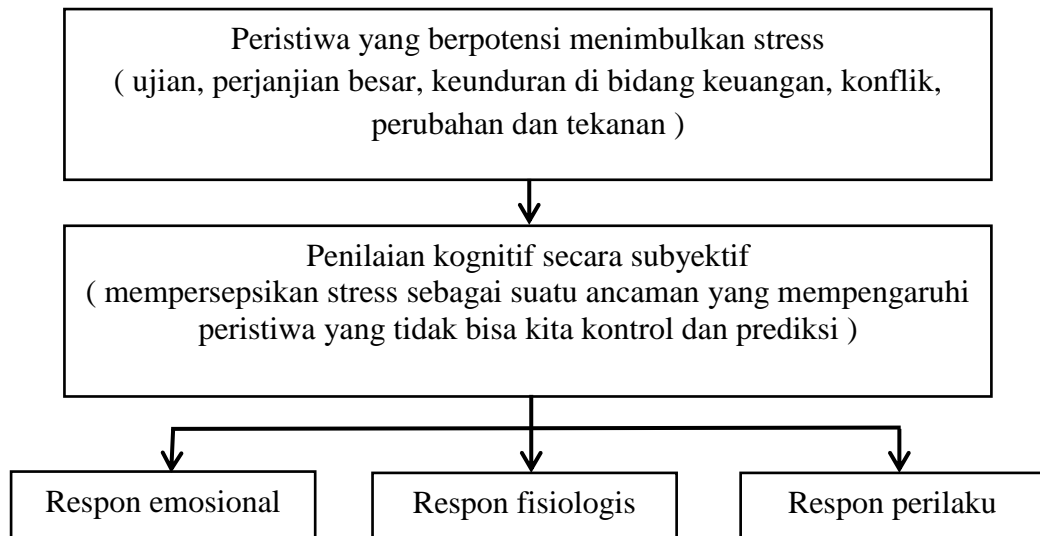 Peristiwa yang berpotensi menimbulkan stress
( ujian, perjanjian besar, keunduran di bidang keuangan, konflik,
perubahan dan tekanan )
Penilaian kognitif secara subyektif
( mempersepsikan stress sebagai suatu ancaman yang mempengaruhi
peristiwa yang tidak bisa kita kontrol dan prediksi )
Respon emosional
Respon fisiologis
Respon perilaku